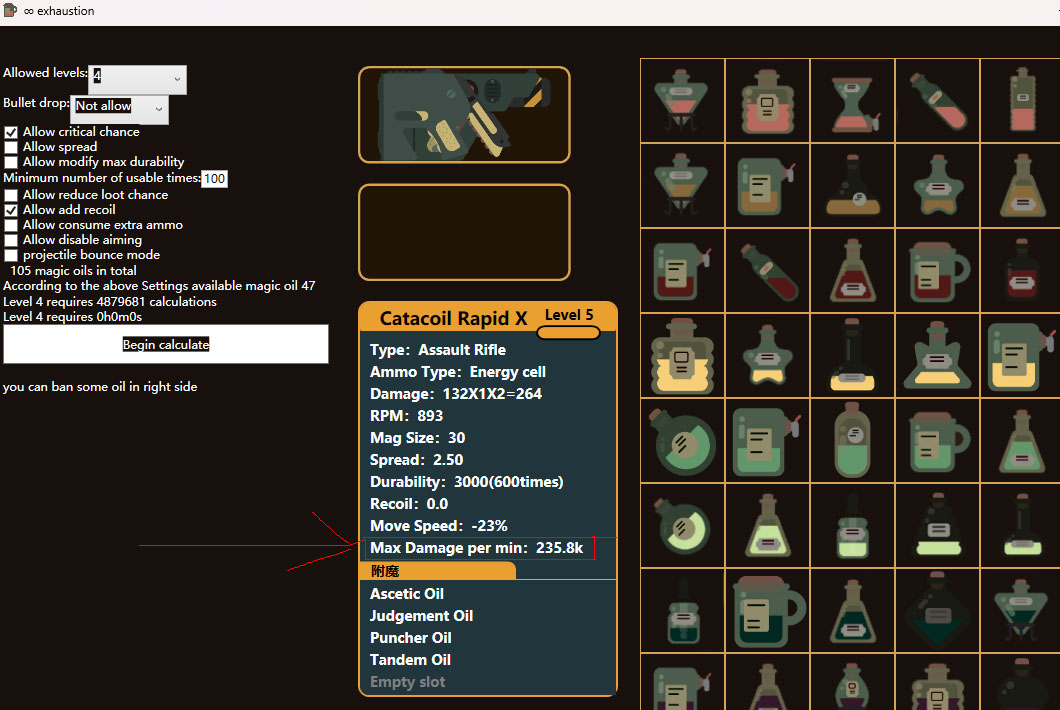 ∞ exhaustion
Allowed levels: 4
Bullet drop: Not allow
Allow critical chance
Allow spread
Allow modify max durability
Minimum number of usable times: 100
Allow reduce loot chance
Allow add recoil
Allow consume extra ammo
Allow disable aiming
projectile bounce mode
105 magic oils in total
According to the above Settings available magic oil 47
Level 4 requires 4879681 calculations
Level 4 requires 0h0m0s
Begin calculate
you can ban some oil in right side
Catacoil Rapid X
Level 5
Type: Assault Rifle
Ammo Type: Energy cell
Damage: 132X1X2=264
RPM: 893
Mag Size: 30
Spread: 2.50
Durability: 3000(600times)
Recoil: 0.0
Move Speed: -23%
Max Damage per min: 235.8k
附魔
Ascetic Oil
Judgement Oil
Puncher Oil
Tandem Oil
Empty slot